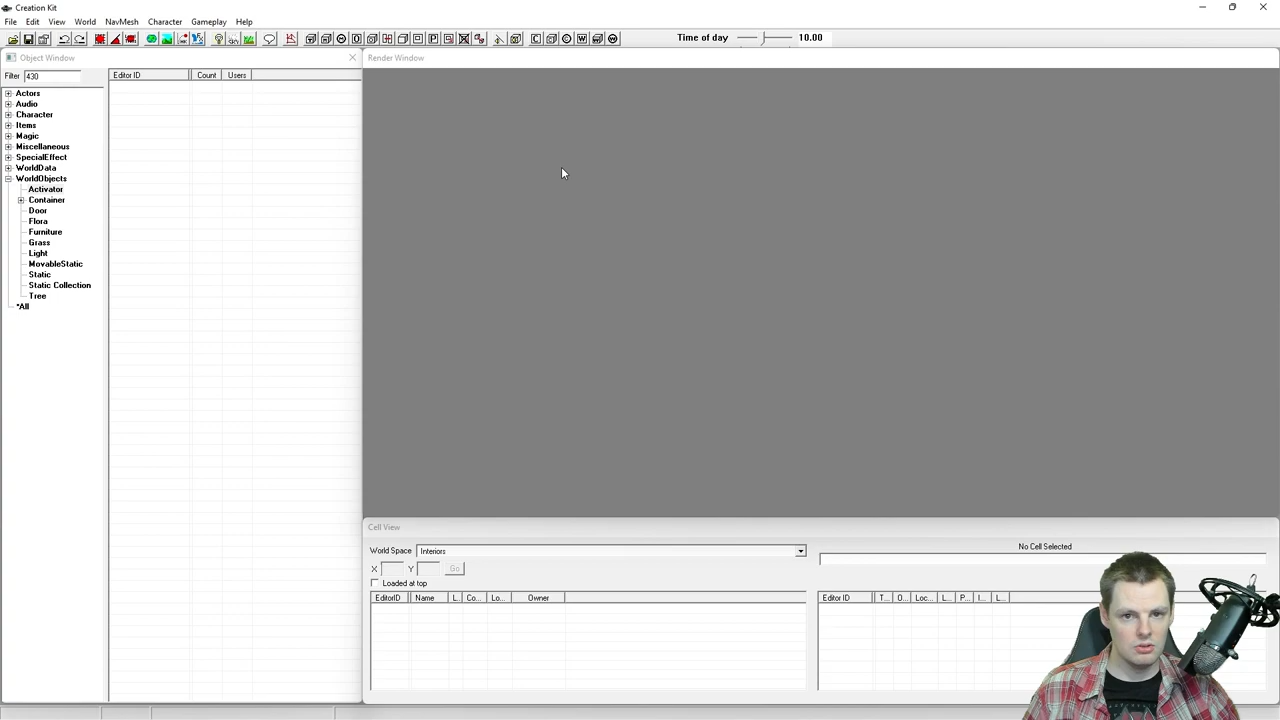 Creation Kit
File Edit View World NavMesh Character Gameplay Help
Time of day 10.00
Object Window
Filter 430
Actors
Audio
Character
Items
Magic
Miscellaneous
SpecialEffect
WorldData
WorldObjects
Activator
Container
Door
Flora
Furniture
Grass
Light
MovableStatic
Static
Static Collection
Tree
*All
Editor ID Count Users
Render Window
Cell View
World Space Interiors
X Y Go
Loaded at top
EditorID Name L.. Co... Lo... Owner
No Cell Selected
Editor ID T... O... Loc... L... P... I... L...